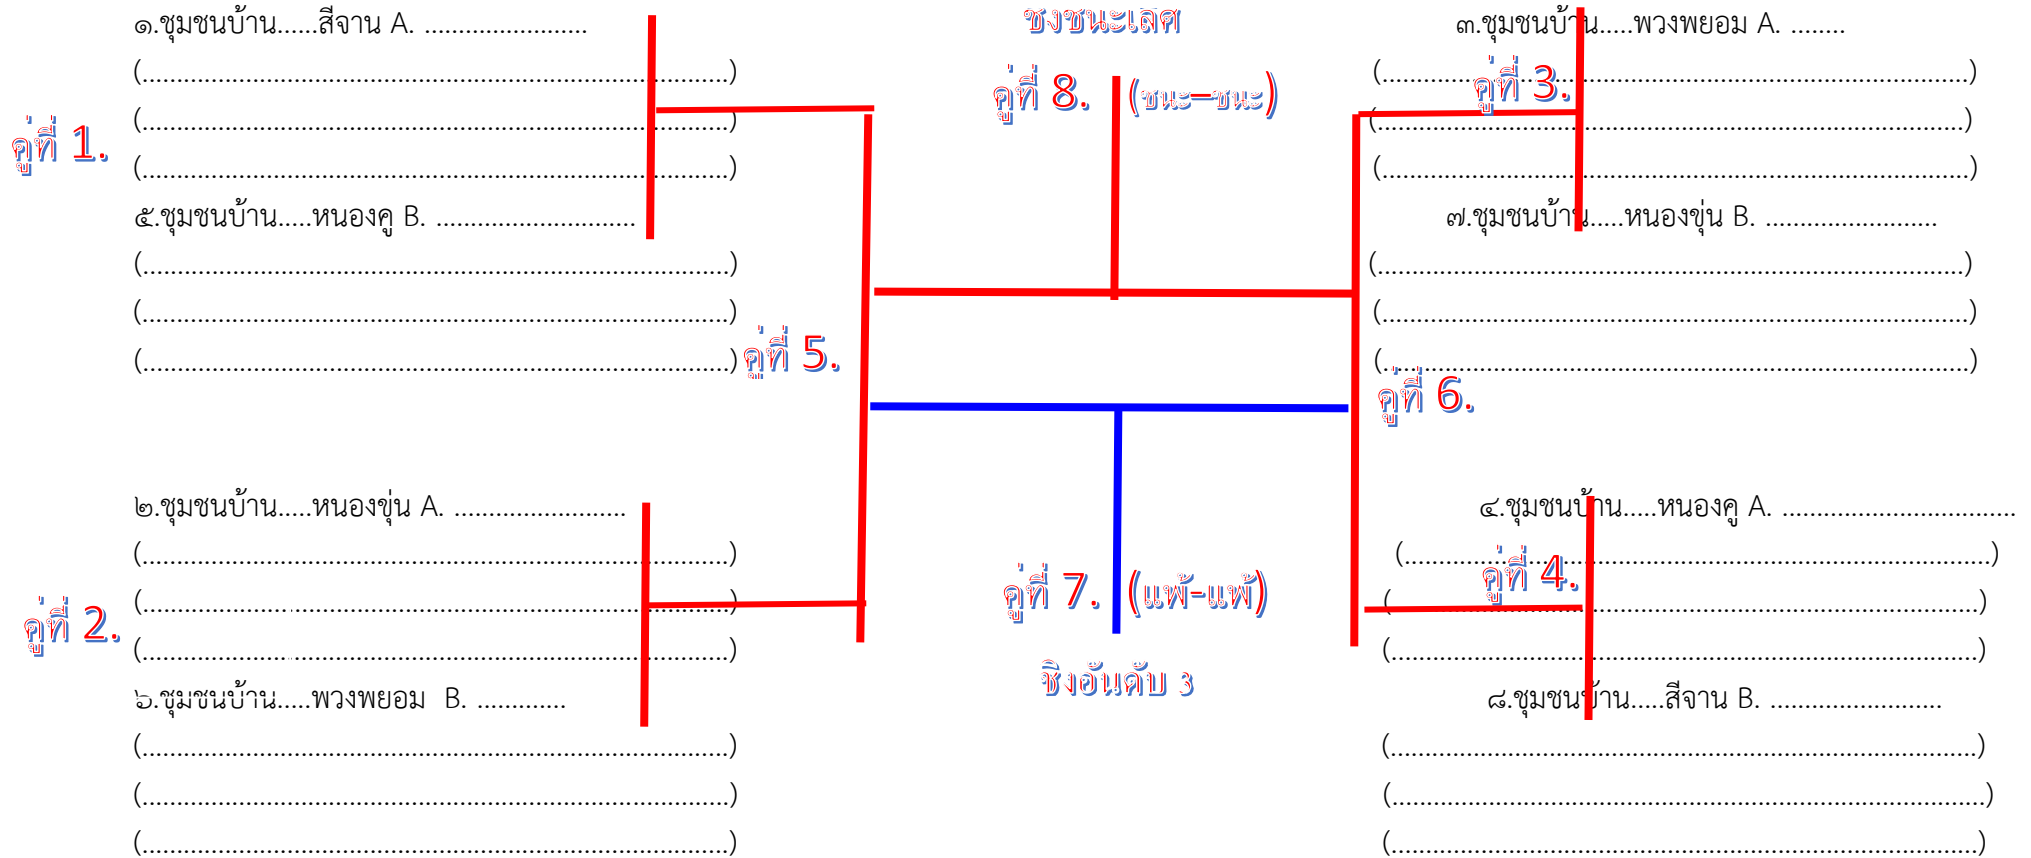 ๑.ชุมชนบ้าน......สีจาน A. .......................
(.......................................................................)
(.......................................................................)
คู่ที่ 1.
(.......................................................................)
๕.ชุมชนบ้าน....หนองคู B. ............................
(.......................................................................)
(.......................................................................)
(.......................................................................)
คู่ที่ 5.
๒.ชุมชนบ้าน.....หนองขุ่น A. ........................
(.......................................................................)
(.......................................................................)
คู่ที่ 2.
(.......................................................................)
๖.ชุมชนบ้าน.....พวงพยอม B. .............
(.......................................................................)
(.......................................................................)
(.......................................................................)
ชิงชนะเลิศ
คู่ที่ 8. (ชนะ–ชนะ)
คู่ที่ 7. (แพ้-แพ้)
ชิงอันดับ 3
๓.ชุมชนบ้าน.....พวงพยอม A. ........
(.......................................................................)
คู่ที่ 3.
(.......................................................................)
(.......................................................................)
๗.ชุมชนบ้าน.....หนองขุ่น B. ........................
(.......................................................................)
(.......................................................................)
(.......................................................................)
คู่ที่ 6.
๔.ชุมชนบ้าน.....หนองคู A. .................................
(.......................................................................)
คู่ที่ 4.
(.......................................................................)
(.......................................................................)
๘.ชุมชนบ้าน.....สีจาน B. ........................
(.......................................................................)
(.......................................................................)
(.......................................................................)